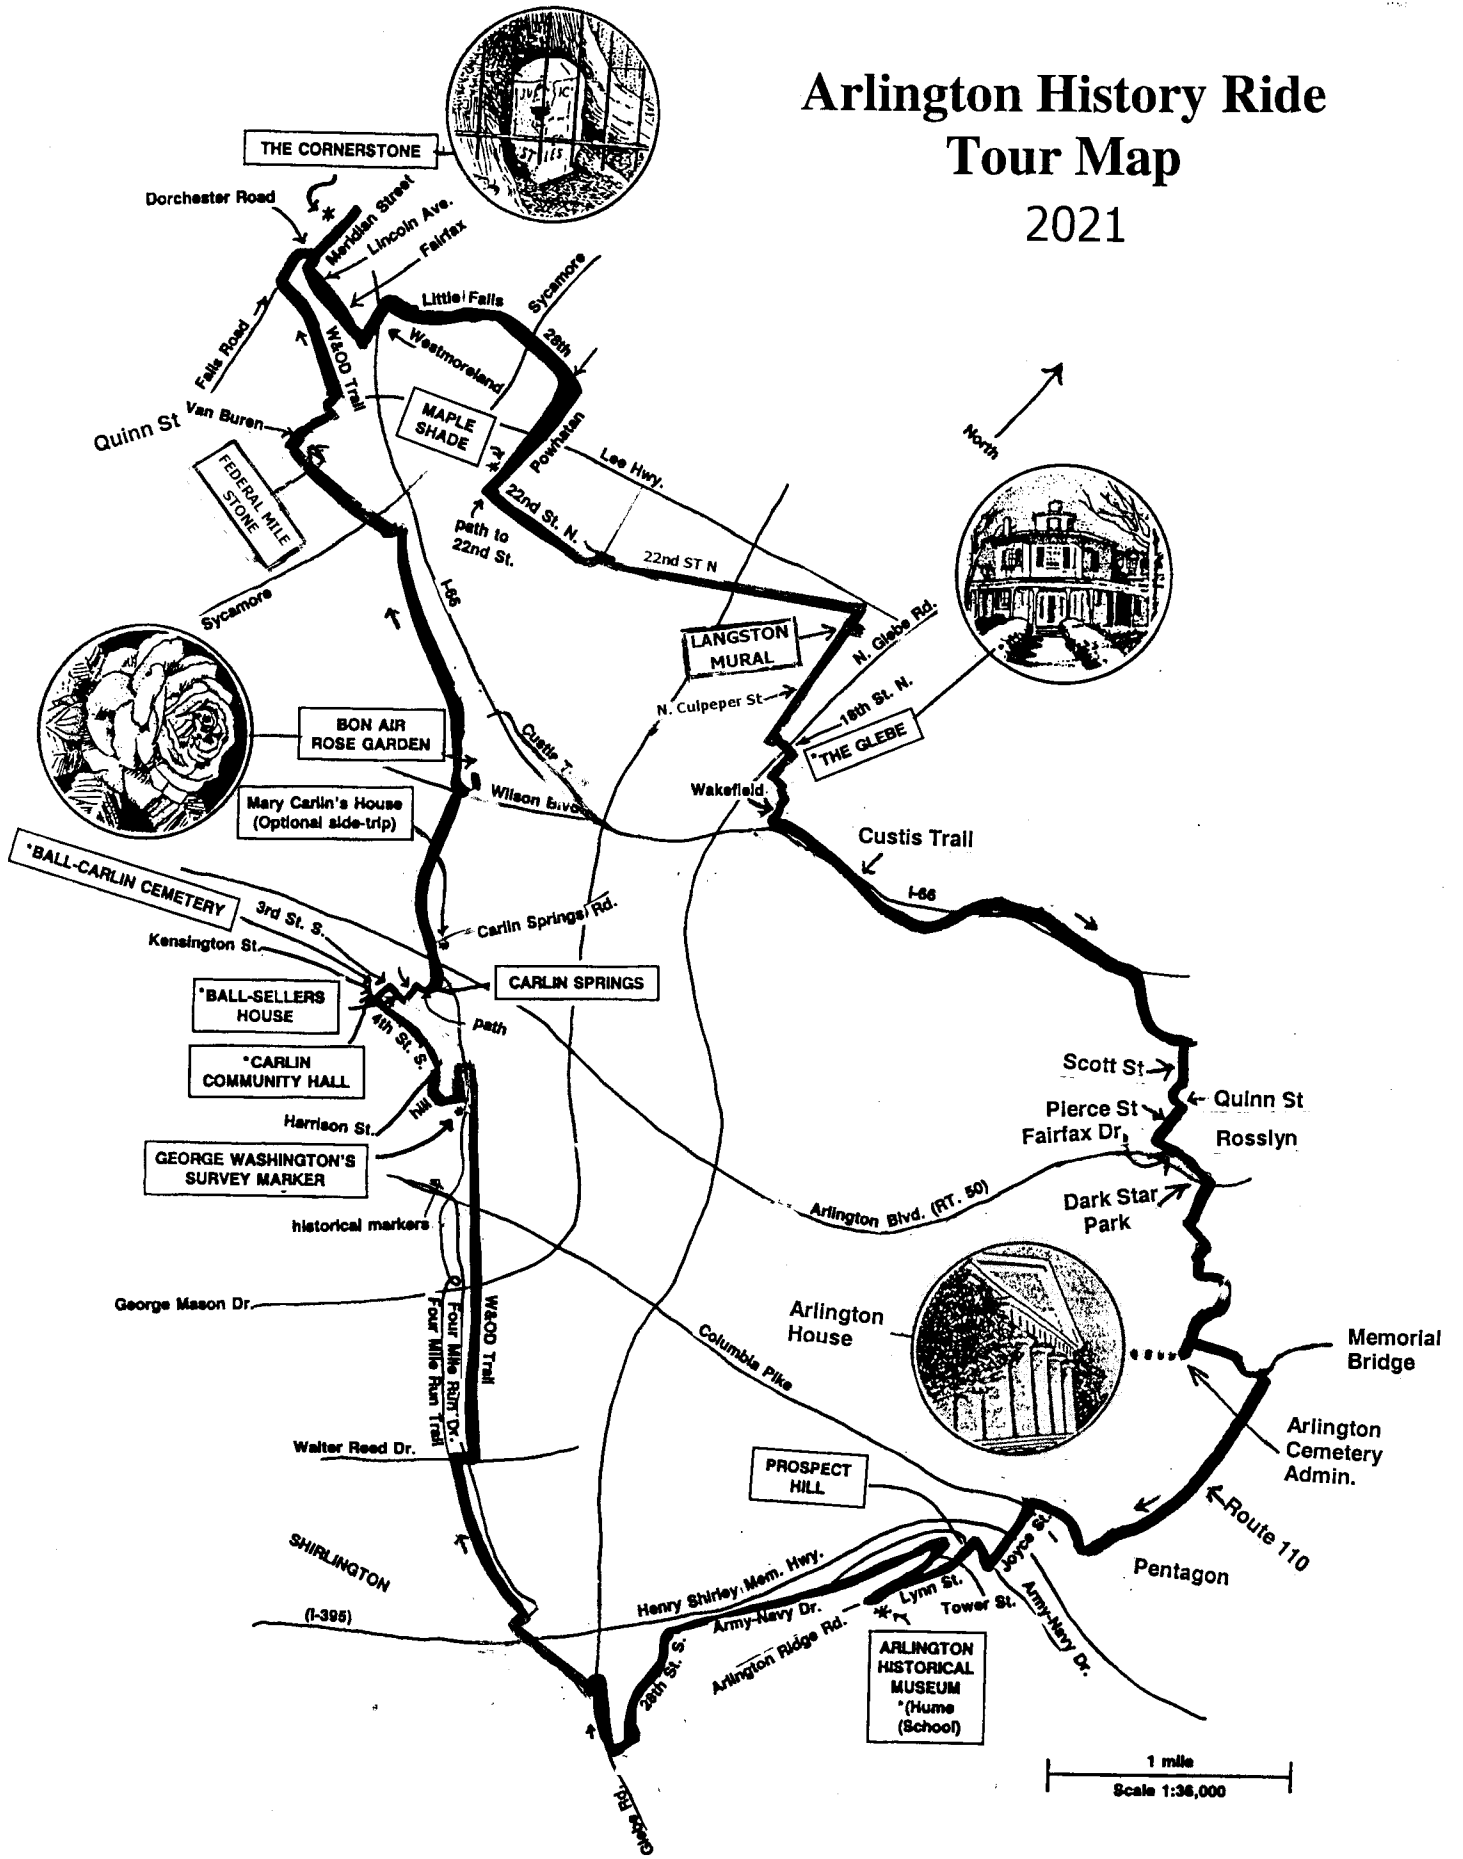 Arlington History Ride
Tour Map
2021
THE CORNERSTONE
Dorchester Road
Meridian Street
Lincoln Ave.
Fairfax
Little Falls
Sycamore
28th
Westmoreland
Falls Road
W&OD Trail
Van Buren
Quinn St
MAPLE
SHADE
Powhatan
Lee Hwy.
North
FEDERAL MILE
STONE
22nd St. N.
path to
22nd St.
22nd ST N
I-66
Sycamore
N. Glebe Rd.
LANGSTON
MURAL
N. Culpeper St
18th St. N.
*THE GLEBE
BON AIR
ROSE GARDEN
Custis T.
Wilson Blvd
Wakefield
Mary Carlin's House
(Optional side-trip)
Custis Trail
I-66
*BALL-CARLIN CEMETERY
3rd St. S.
Carlin Springs Rd.
Kensington St.
CARLIN SPRINGS
*BALL-SELLERS
HOUSE
path
4th St. S.
*CARLIN
COMMUNITY HALL
Scott St
Quinn St
Pierce St
Fairfax Dr.
Rosslyn
hill
Harrison St.
GEORGE WASHINGTON'S
SURVEY MARKER
Arlington Blvd. (RT. 50)
Dark Star
Park
historical markers
George Mason Dr.
W&OD Trail
Four Mile Run Dr.
Four Mile Run Trail
Columbia Pike
Arlington
House
Memorial
Bridge
Arlington
Cemetery
Admin.
Walter Reed Dr.
PROSPECT
HILL
Route 110
Joyce St.
Pentagon
SHIRLINGTON
Henry Shirley Mem. Hwy.
(I-395)
Army-Navy Dr.
Lynn St.
Tower St.
Army-Navy Dr.
Arlington Ridge Rd.
28th St. S.
ARLINGTON
HISTORICAL
MUSEUM
*(Hume
(School)
1 mile
Scale 1:36,000
Glebe Rd.